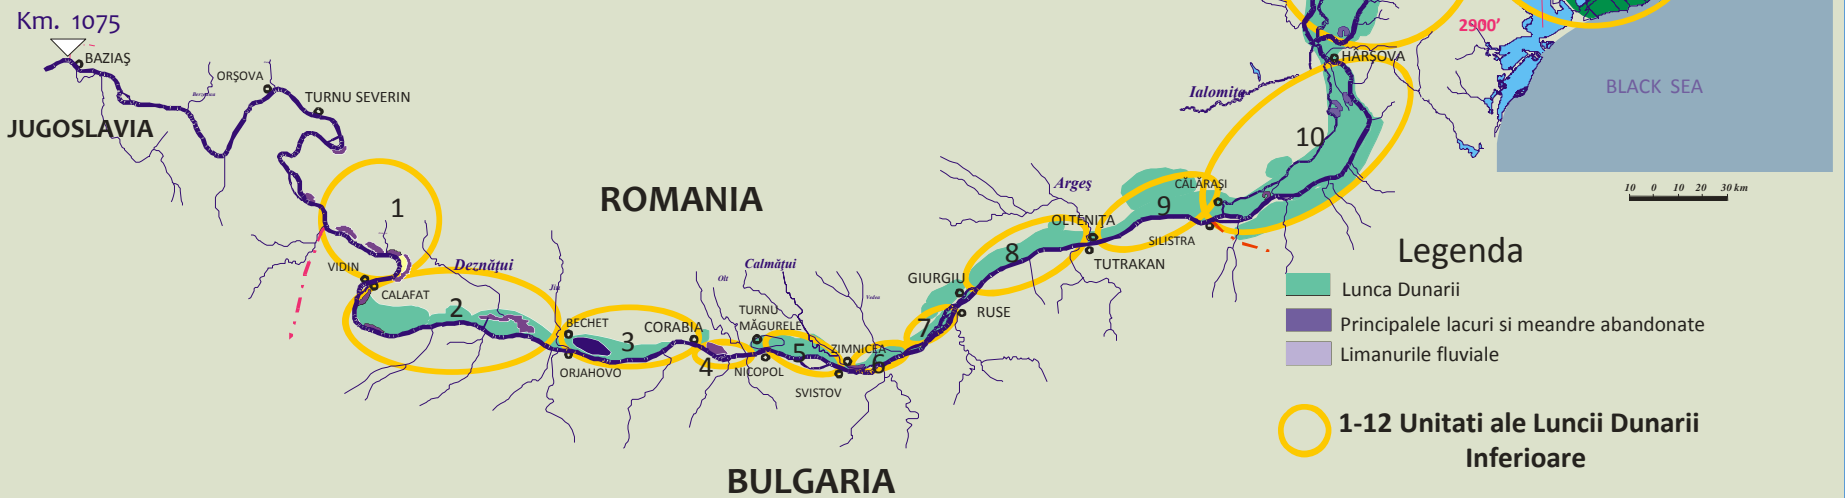 Km. 1075
BAZIAŞ
ORŞOVA
TURNU SEVERIN
JUGOSLAVIA
1
ROMANIA
VIDIN
CALAFAT
Deznăţui
2
Jiu
BECHET
ORJAHOVO
3
CORABIA
4
Olt
Calmăţui
TURNU
MĂGURELE
NICOPOL
5
Vedea
ZIMNICEA
SVISTOV
6
7
GIURGIU
RUSE
8
Argeş
OLTENIŢA
TUTRAKAN
9
CĂLĂRAŞI
SILISTRA
10
Ialomiţa
HÂRŞOVA
2900'
BLACK SEA
10 0 10 20 30 km
BULGARIA
Legenda
Lunca Dunarii
Principalele lacuri si meandre abandonate
Limanurile fluviale
1-12 Unitati ale Luncii Dunarii
Inferioare